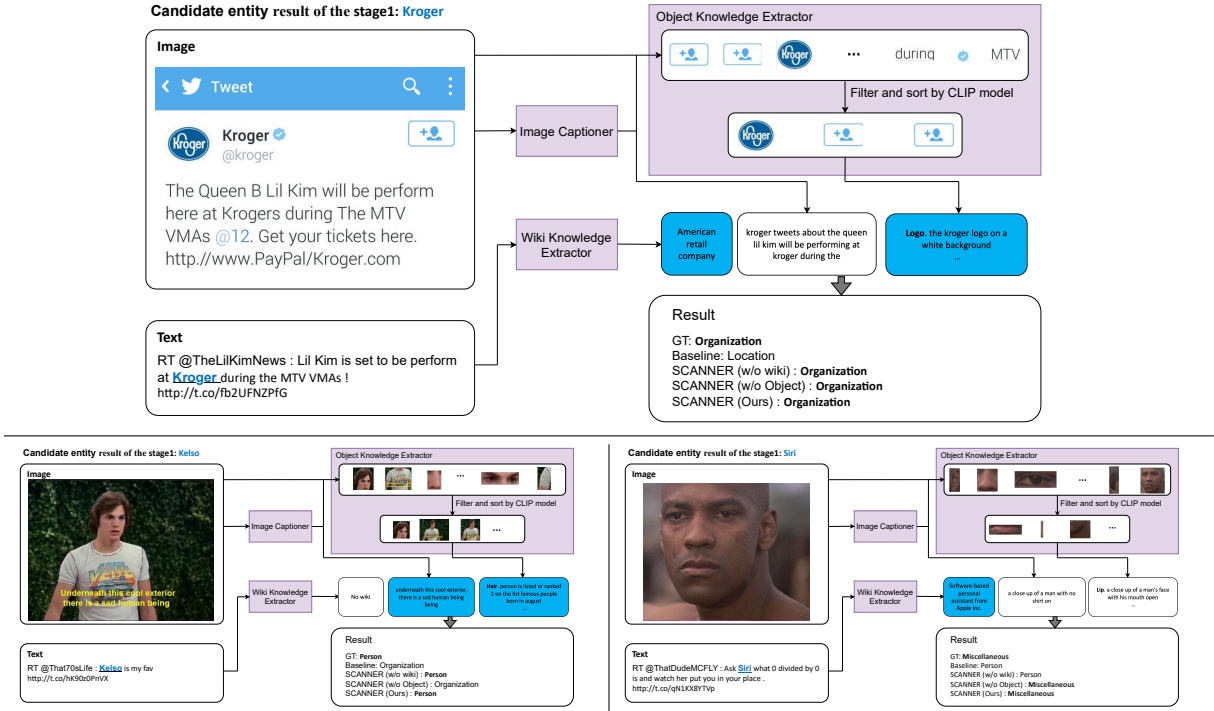 Candidate entity result of the stage1: Kroger
Image
Tweet
Kroger
Kroger
@kroger
The Queen B Lil Kim will be perform
here at Krogers during The MTV
VMAs @12. Get your tickets here.
http.//www.PayPal/Kroger.com
Text
RT @TheLilKimNews : Lil Kim is set to be perform
at Kroger during the MTV VMAs !
http://t.co/fb2UFNZPfG
Image Captioner
Wiki Knowledge
Extractor
Object Knowledge Extractor
Kroger
...
during
MTV
Filter and sort by CLIP model
Kroger
American
retail
company
kroger tweets about the queen
lil kim will be performing at
kroger during the
Logo. the kroger logo on a
white background
...
Result
GT: Organization
Baseline: Location
SCANNER (w/o wiki) : Organization
SCANNER (w/o Object) : Organization
SCANNER (Ours) : Organization
Candidate entity result of the stage1: Kelso
Image
Underneath this cool exterior
there is a sad human being
Text
RT @That70sLife : Kelso is my fav
http://t.co/hK90z0PnVX
Image Captioner
Wiki Knowledge
Extractor
Object Knowledge Extractor
...
Filter and sort by CLIP model
...
No wiki
underneath this cool exterior,
there is a sad human being
being
Hair. person is listed or ranked
2 on the list famous people
born in august
...
Result
GT: Person
Baseline: Organization
SCANNER (w/o wiki) : Person
SCANNER (w/o Object) : Organization
SCANNER (Ours) : Person
Candidate entity result of the stage1: Siri
Image
Text
RT @ThatDudeMCFLY : Ask Siri what 0 divided by 0
is and watch her put you in your place .
http://t.co/qN1KX8YTVp
Image Captioner
Wiki Knowledge
Extractor
Object Knowledge Extractor
...
Filter and sort by CLIP model
...
Software-based
personal
assistant from
Apple Inc.
a close up of a man with no
shirt on
Lip. a close up of a man's face
with his mouth open
...
Result
GT: Miscellaneous
Baseline: Person
SCANNER (w/o wiki) : Person
SCANNER (w/o Object) : Miscellaneous
SCANNER (Ours) : Miscellaneous